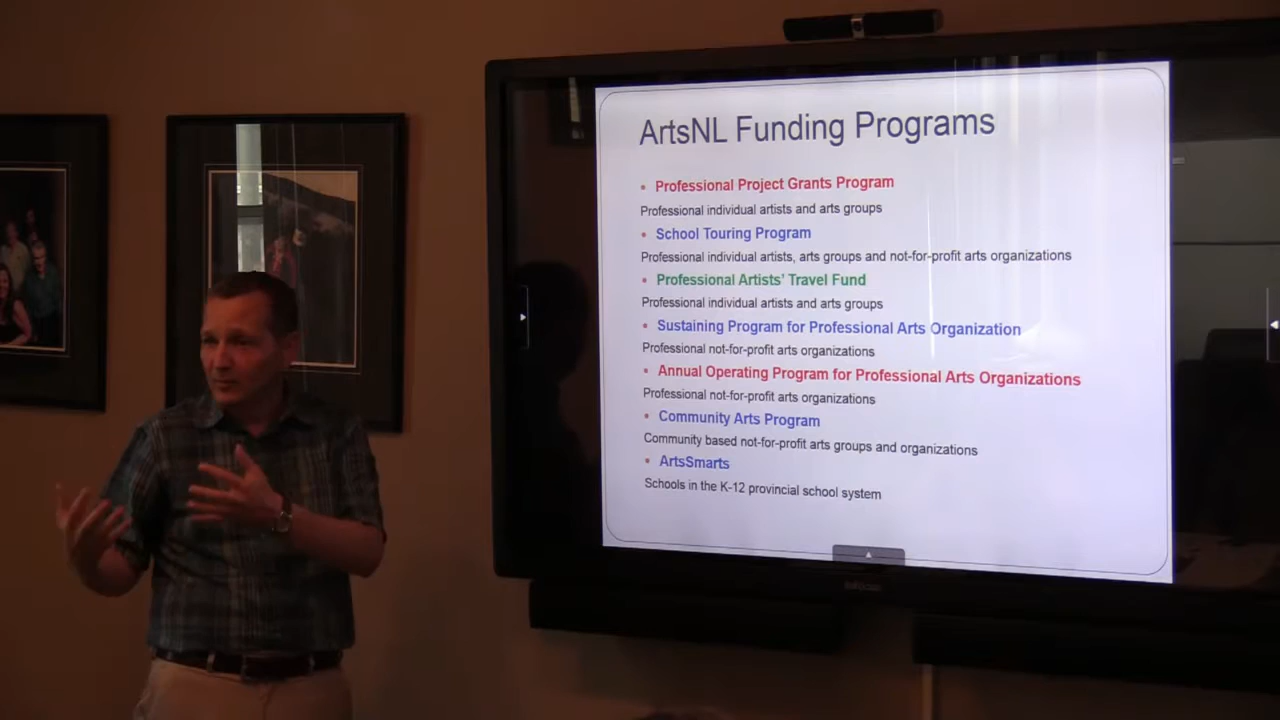 ArtsNL Funding Programs
• Professional Project Grants Program
Professional individual artists and arts groups
• School Touring Program
Professional individual artists, arts groups and not-for-profit arts organizations
• Professional Artists' Travel Fund
Professional individual artists and arts groups
• Sustaining Program for Professional Arts Organization
Professional not-for-profit arts organizations
• Annual Operating Program for Professional Arts Organizations
Professional not-for-profit arts organizations
• Community Arts Program
Community based not-for-profit arts groups and organizations
• ArtsSmarts
Schools in the K-12 provincial school system
InFocus